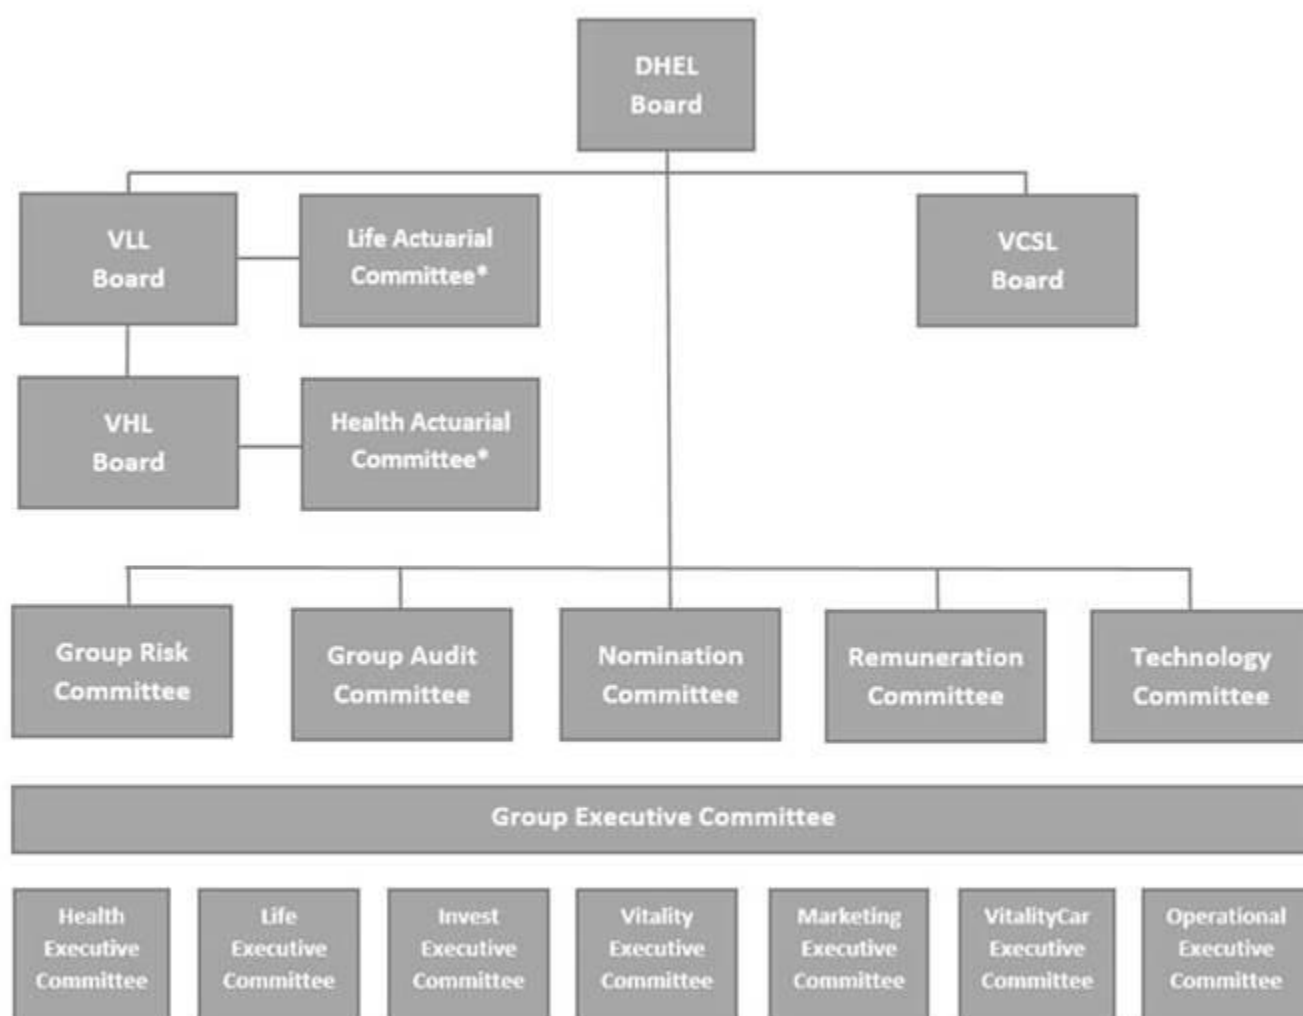 DHEL
Board
VLL
Board
Life Actuarial
Committee*
VCSL
Board
VHL
Board
Health Actuarial
Committee*
Group Risk
Committee
Group Audit
Committee
Nomination
Committee
Remuneration
Committee
Technology
Committee
Group Executive Committee
Health
Executive
Committee
Life
Executive
Committee
Invest
Executive
Committee
Vitality
Executive
Committee
Marketing
Executive
Committee
VitalityCar
Executive
Committee
Operational
Executive
Committee